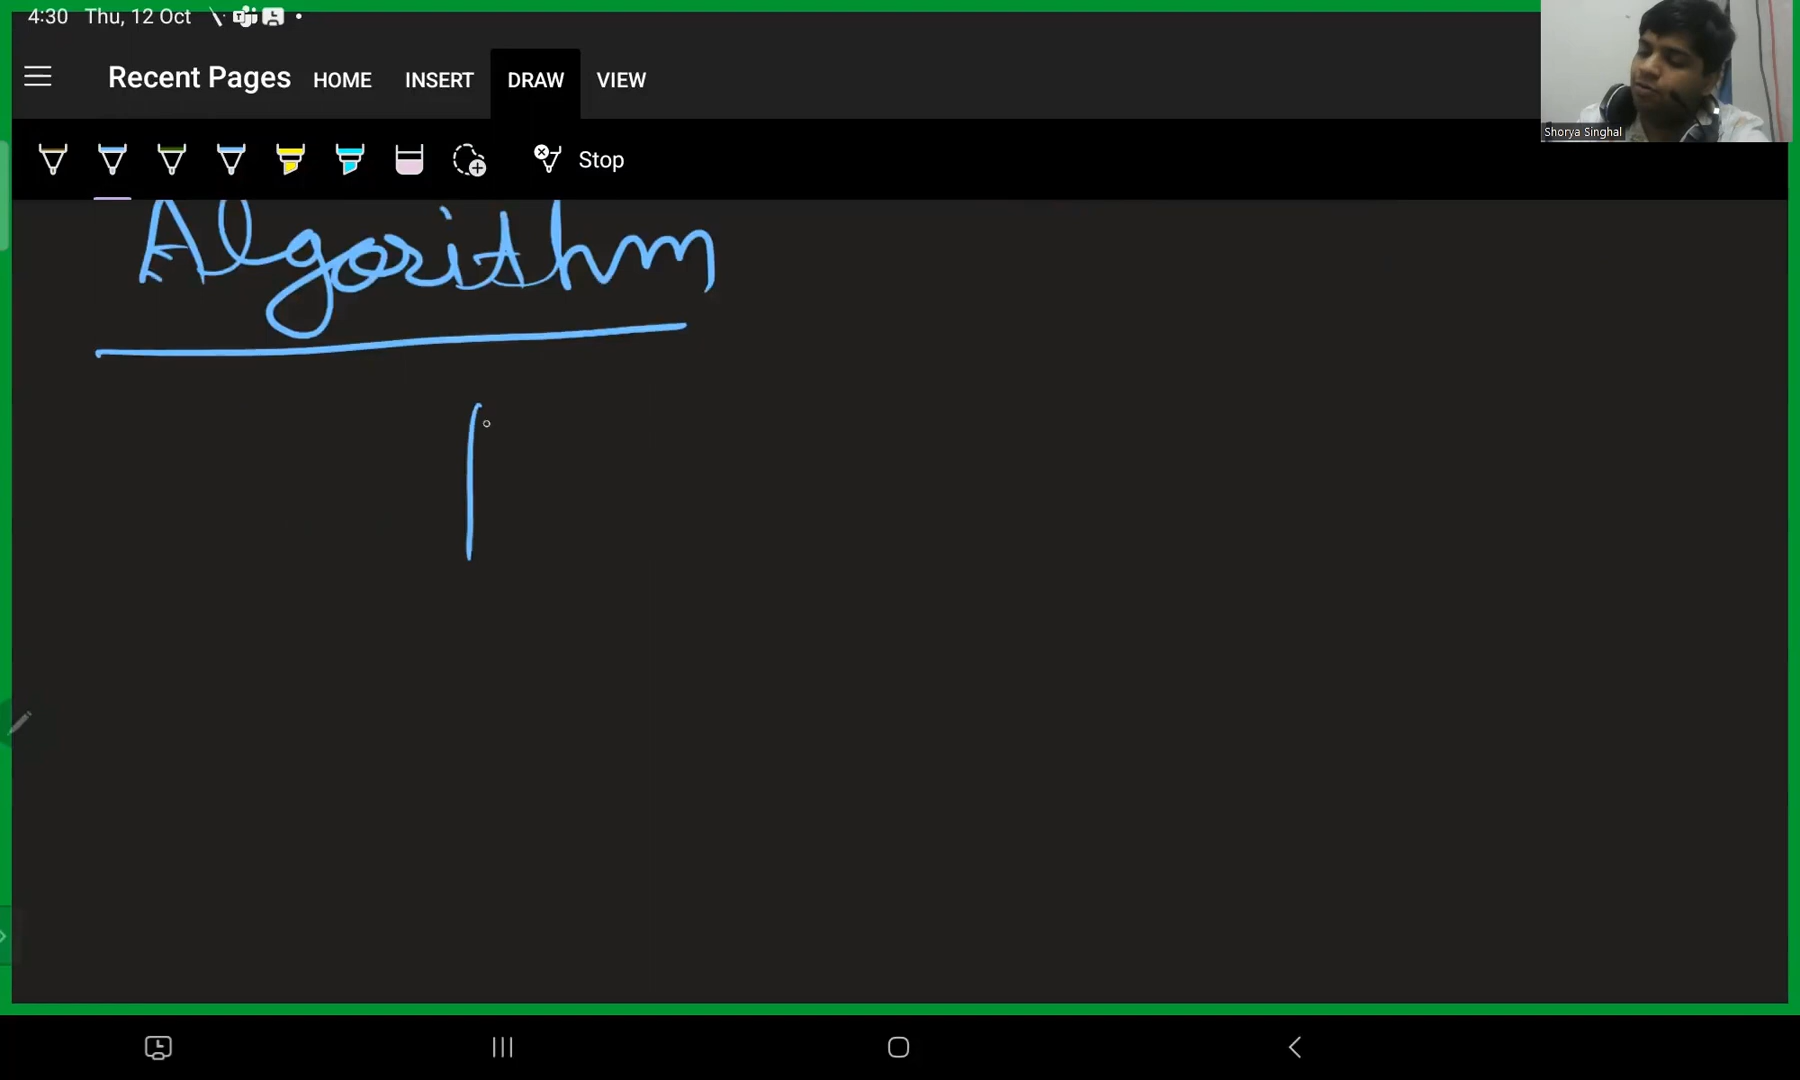 4:30 Thu, 12 Oct
Recent Pages HOME INSERT DRAW VIEW
Shorya Singhal
Stop
Algorithm